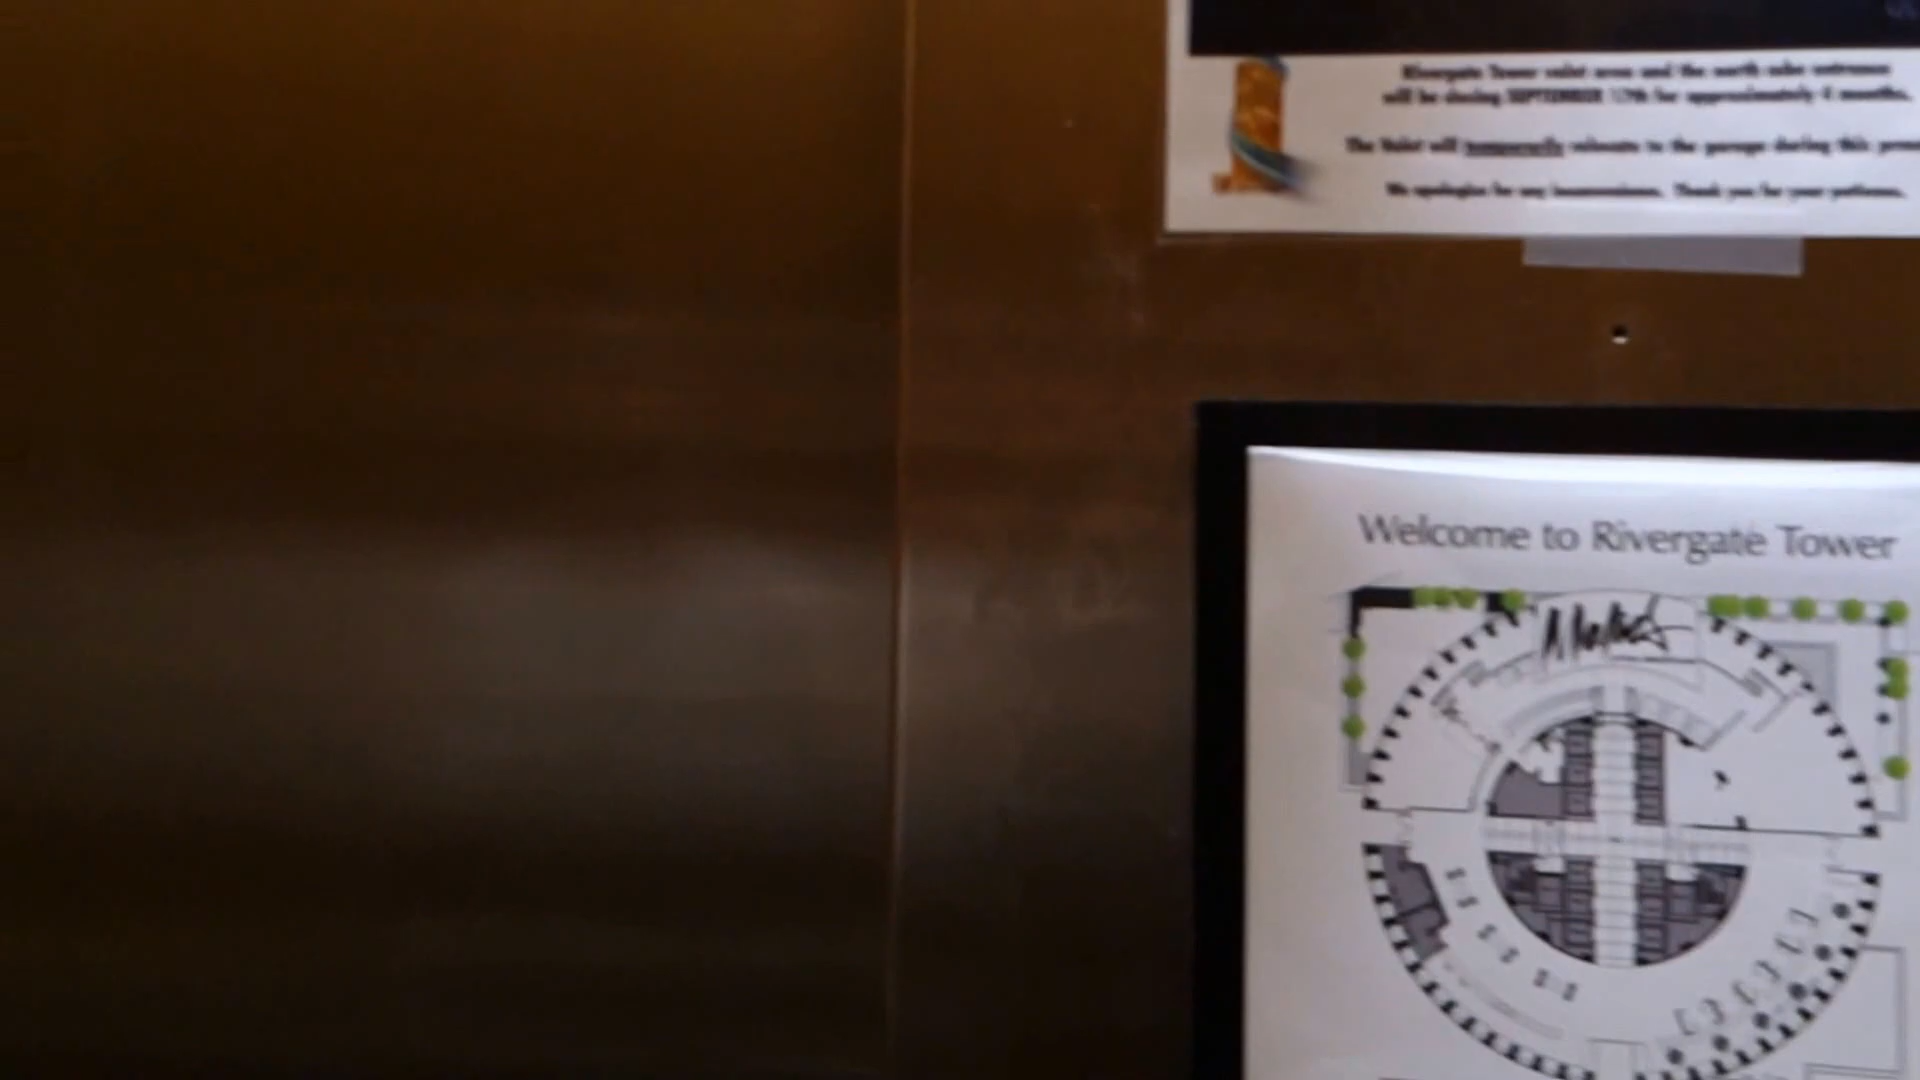 Rivergate Tower valet area and the north cube entrance
will be closing SEPTEMBER 17th for approximately 4 months.
The Valet will temporarily relocate to the garage during this
We apologize for any inconvenience. Thank you for your patience.
Welcome to Rivergate Tower